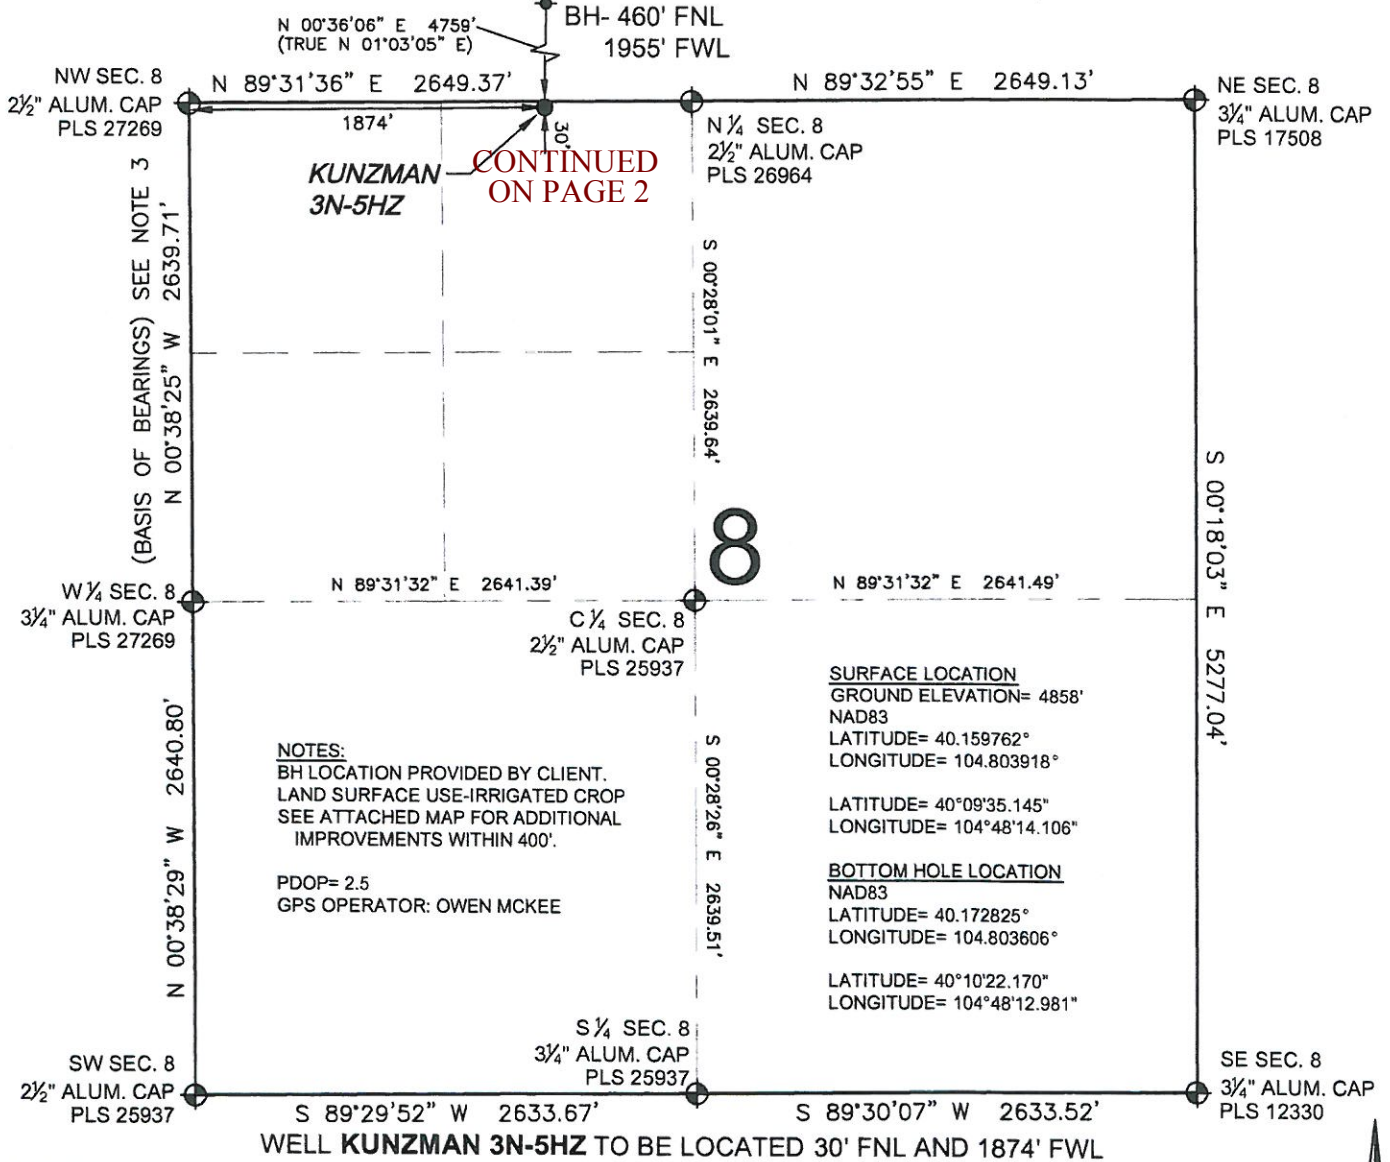 N 00°36'06" E 4759'
(TRUE N 01°03'05" E)
BH- 460' FNL
1955' FWL
NW SEC. 8
2½" ALUM. CAP
PLS 27269
N 89°31'36" E 2649.37'
N 89°32'55" E 2649.13'
NE SEC. 8
3¼" ALUM. CAP
PLS 17508
1874'
30'
N ¼ SEC. 8
2½" ALUM. CAP
PLS 26964
KUNZMAN
3N-5HZ
CONTINUED
ON PAGE 2
(BASIS OF BEARINGS) SEE NOTE 3
N 00°38'25" W 2639.71'
S 00°28'01" E 2639.64'
S 00°18'03" E 5277.04'
8
W ¼ SEC. 8
3¼" ALUM. CAP
PLS 27269
N 89°31'32" E 2641.39'
N 89°31'32" E 2641.49'
C ¼ SEC. 8
2½" ALUM. CAP
PLS 25937
N 00°38'29" W 2640.80'
S 00°28'26" E 2639.51'
NOTES:
BH LOCATION PROVIDED BY CLIENT.
LAND SURFACE USE-IRRIGATED CROP
SEE ATTACHED MAP FOR ADDITIONAL
IMPROVEMENTS WITHIN 400'.
PDOP= 2.5
GPS OPERATOR: OWEN MCKEE
SURFACE LOCATION
GROUND ELEVATION= 4858'
NAD83
LATITUDE= 40.159762°
LONGITUDE= 104.803918°
LATITUDE= 40°09'35.145"
LONGITUDE= 104°48'14.106"
BOTTOM HOLE LOCATION
NAD83
LATITUDE= 40.172825°
LONGITUDE= 104.803606°
LATITUDE= 40°10'22.170"
LONGITUDE= 104°48'12.981"
SW SEC. 8
2½" ALUM. CAP
PLS 25937
S ¼ SEC. 8
3¼" ALUM. CAP
PLS 25937
SE SEC. 8
3¼" ALUM. CAP
PLS 12330
S 89°29'52" W 2633.67'
S 89°30'07" W 2633.52'
WELL KUNZMAN 3N-5HZ TO BE LOCATED 30' FNL AND 1874' FWL